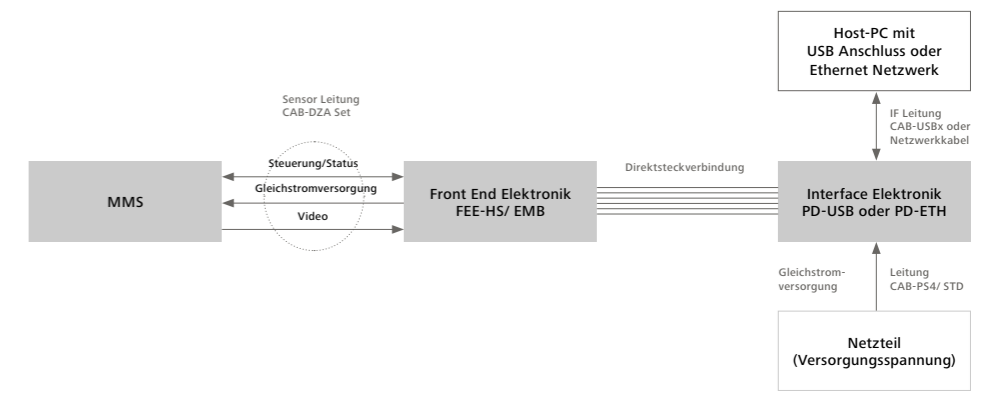 Host-PC mit
USB Anschluss oder
Ethernet Netzwerk
Sensor Leitung
CAB-DZA Set
IF Leitung
CAB-USBx oder
Netzwerkkabel
Steuerung/Status
Direktsteckverbindung
MMS
Gleichstromversorgung
Front End Elektronik
FEE-HS/ EMB
Interface Elektronik
PD-USB oder PD-ETH
Video
Gleichstrom-
versorgung
Leitung
CAB-PS4/ STD
Netzteil
(Versorgungsspannung)